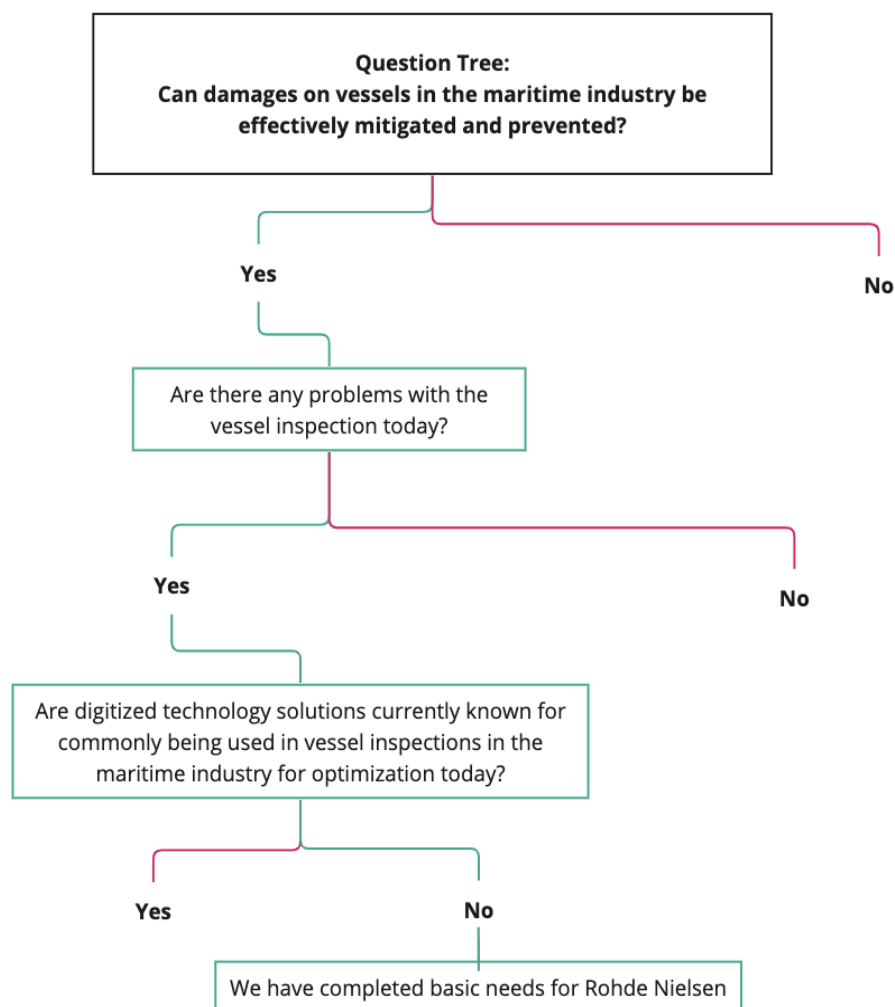 Question Tree:
Can damages on vessels in the maritime industry be
effectively mitigated and prevented?
Yes
No
Are there any problems with the
vessel inspection today?
Yes
No
Are digitized technology solutions currently known for
commonly being used in vessel inspections in the
maritime industry for optimization today?
Yes
No
We have completed basic needs for Rohde Nielsen